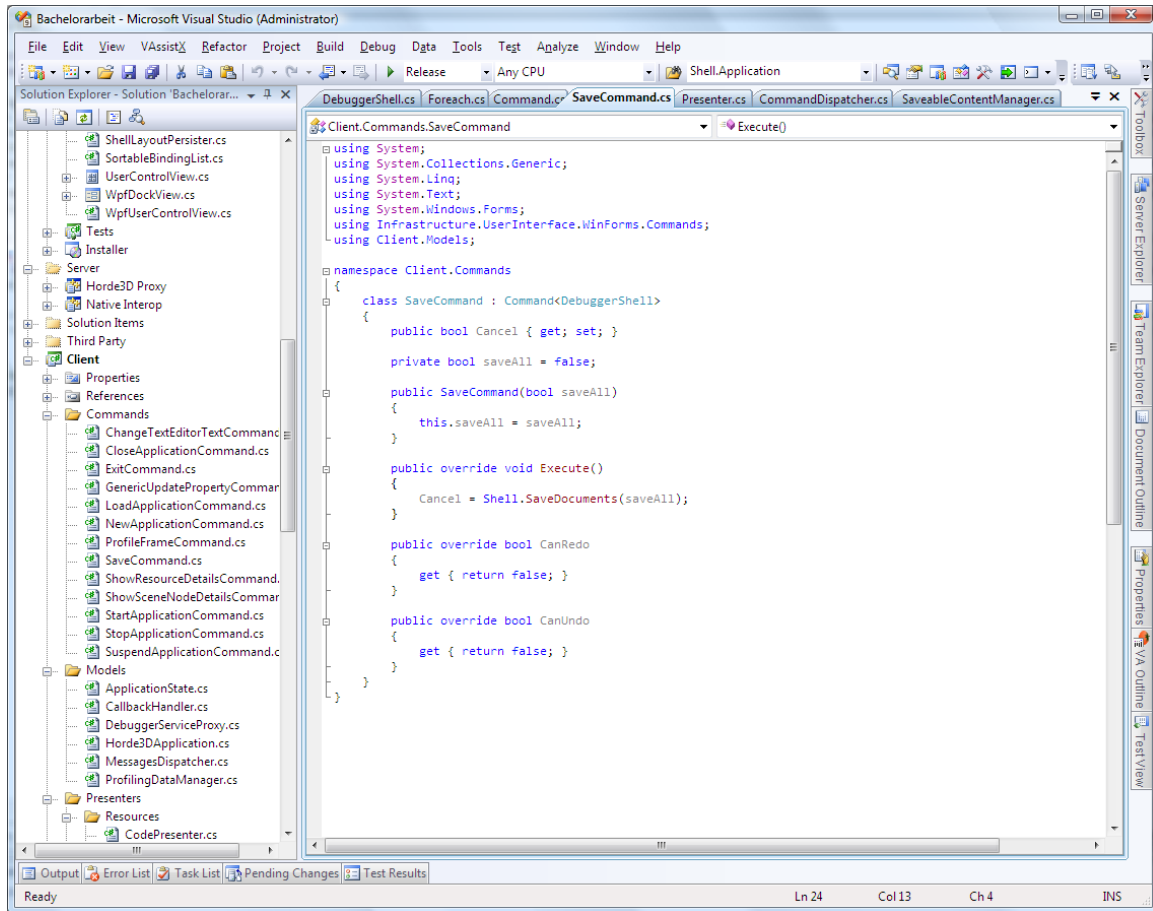 Bachelorarbeit - Microsoft Visual Studio (Administrator)
File Edit View VAssistX Refactor Project Build Debug Data Tools Test Analyze Window Help
Release Any CPU Shell.Application
Solution Explorer - Solution 'Bachelorar...
DebuggerShell.cs Foreach.cs Command.cs SaveCommand.cs Presenter.cs CommandDispatcher.cs SaveableContentManager.cs
Client.Commands.SaveCommand Execute()
ShellLayoutPersister.cs
SortableBindingList.cs
UserControlView.cs
WpfDockView.cs
WpfUserControlView.cs
Tests
Installer
Server
Horde3D Proxy
Native Interop
Solution Items
Third Party
Client
Properties
References
Commands
ChangeTextEditorTextCommand
CloseApplicationCommand.cs
ExitCommand.cs
GenericUpdatePropertyComman
LoadApplicationCommand.cs
NewApplicationCommand.cs
ProfileFrameCommand.cs
SaveCommand.cs
ShowResourceDetailsCommand.
ShowSceneNodeDetailsCommar
StartApplicationCommand.cs
StopApplicationCommand.cs
SuspendApplicationCommand.c
Models
ApplicationState.cs
CallbackHandler.cs
DebuggerServiceProxy.cs
Horde3DApplication.cs
MessagesDispatcher.cs
ProfilingDataManager.cs
Presenters
Resources
CodePresenter.cs
using System;
using System.Collections.Generic;
using System.Linq;
using System.Text;
using System.Windows.Forms;
using Infrastructure.UserInterface.WinForms.Commands;
using Client.Models;
namespace Client.Commands
{
class SaveCommand : Command<DebuggerShell>
{
public bool Cancel { get; set; }
private bool saveAll = false;
public SaveCommand(bool saveAll)
{
this.saveAll = saveAll;
}
public override void Execute()
{
Cancel = Shell.SaveDocuments(saveAll);
}
public override bool CanRedo
{
get { return false; }
}
public override bool CanUndo
{
get { return false; }
}
}
}
Toolbox
Server Explorer
Team Explorer
Document Outline
Properties
VA Outline
Test View
Output Error List Task List Pending Changes Test Results
Ready Ln 24 Col 13 Ch 4 INS